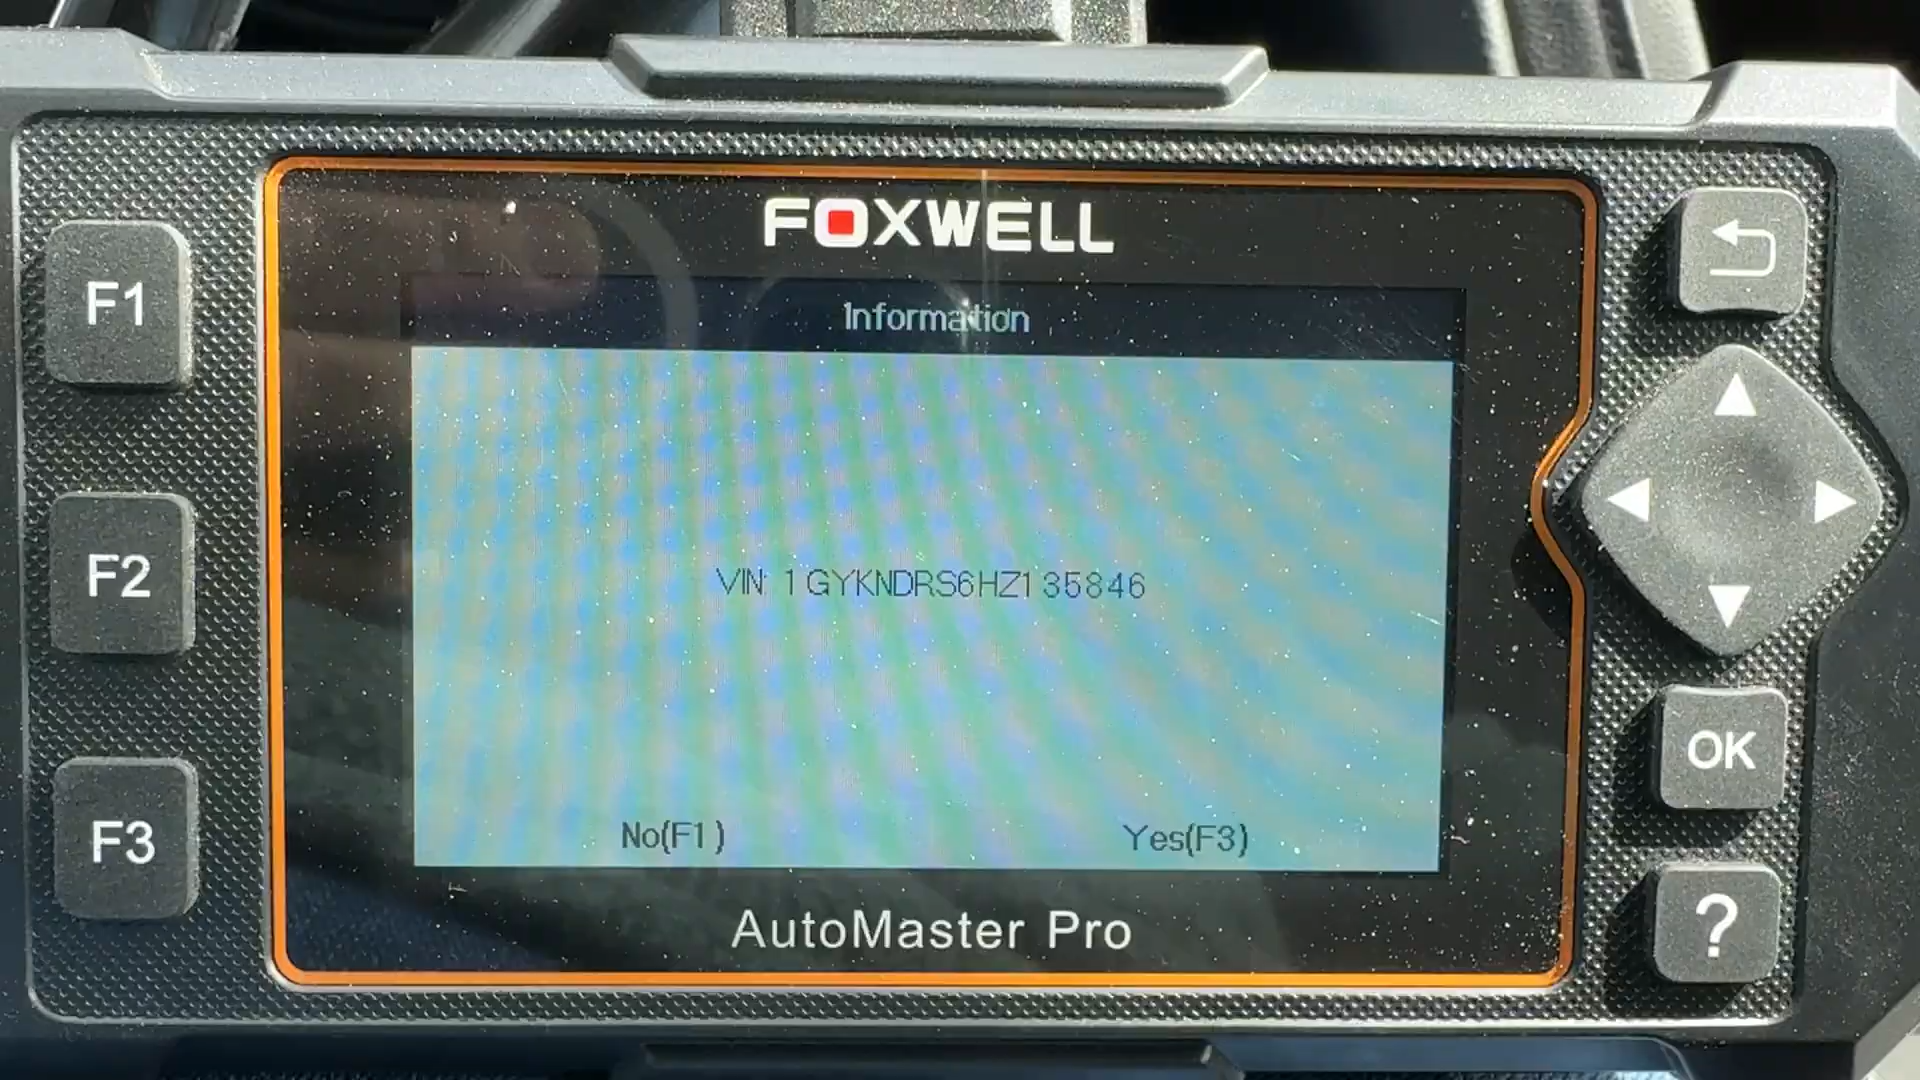 FOXWELL
Information
F1
F2
VIN: 1GYKNDRS6HZ135846
OK
F3
No(F1)
Yes(F3)
?
AutoMaster Pro